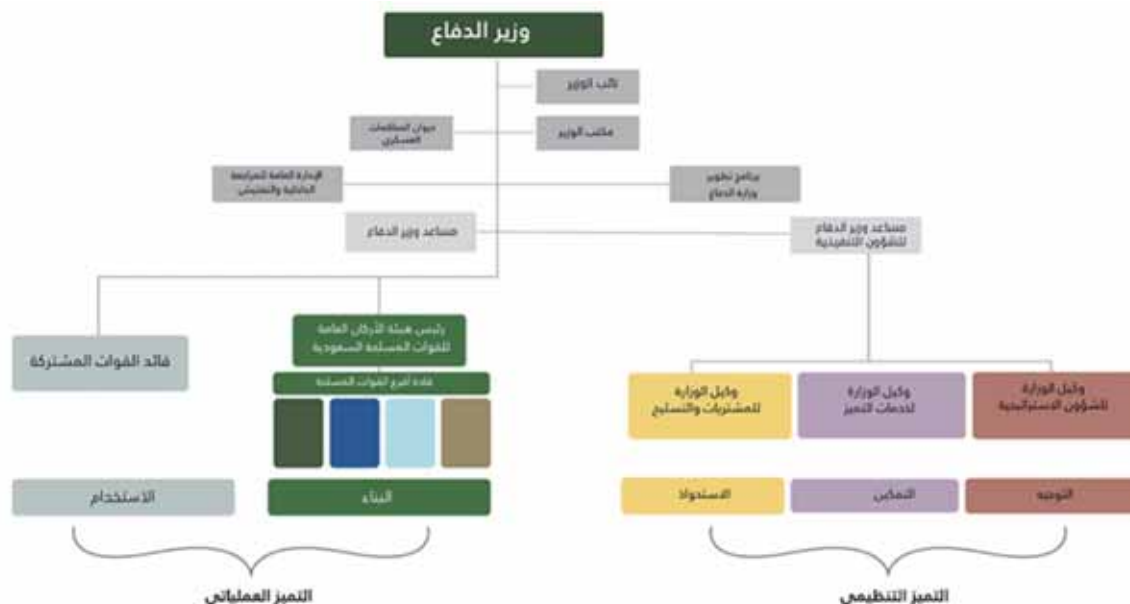 وزير الدفاع
نائب الوزير
مكتب الوزير
ديوان المظالمات
العسكري
برنامج تطوير
وزارة الدفاع
الإدارة العامة للمراجعة
الداخلية والتفتيش
مساعد وزير الدفاع
للشؤون التنفيذية
مساعد وزير الدفاع
رئيس هيئة الأركان العامة
للقوات المسلحة السعودية
قائد القوات المشتركة
قادة أفرع القوات المسلحة
وكيل الوزارة
للشؤون الاستراتيجية
وكيل الوزارة
لخدمات التميز
وكيل الوزارة
للمشتريات والتسليح
التوجيه
التمكين
الاستحواذ
البناء
الاستخدام
التميز التنظيمي
التميز العملياتي